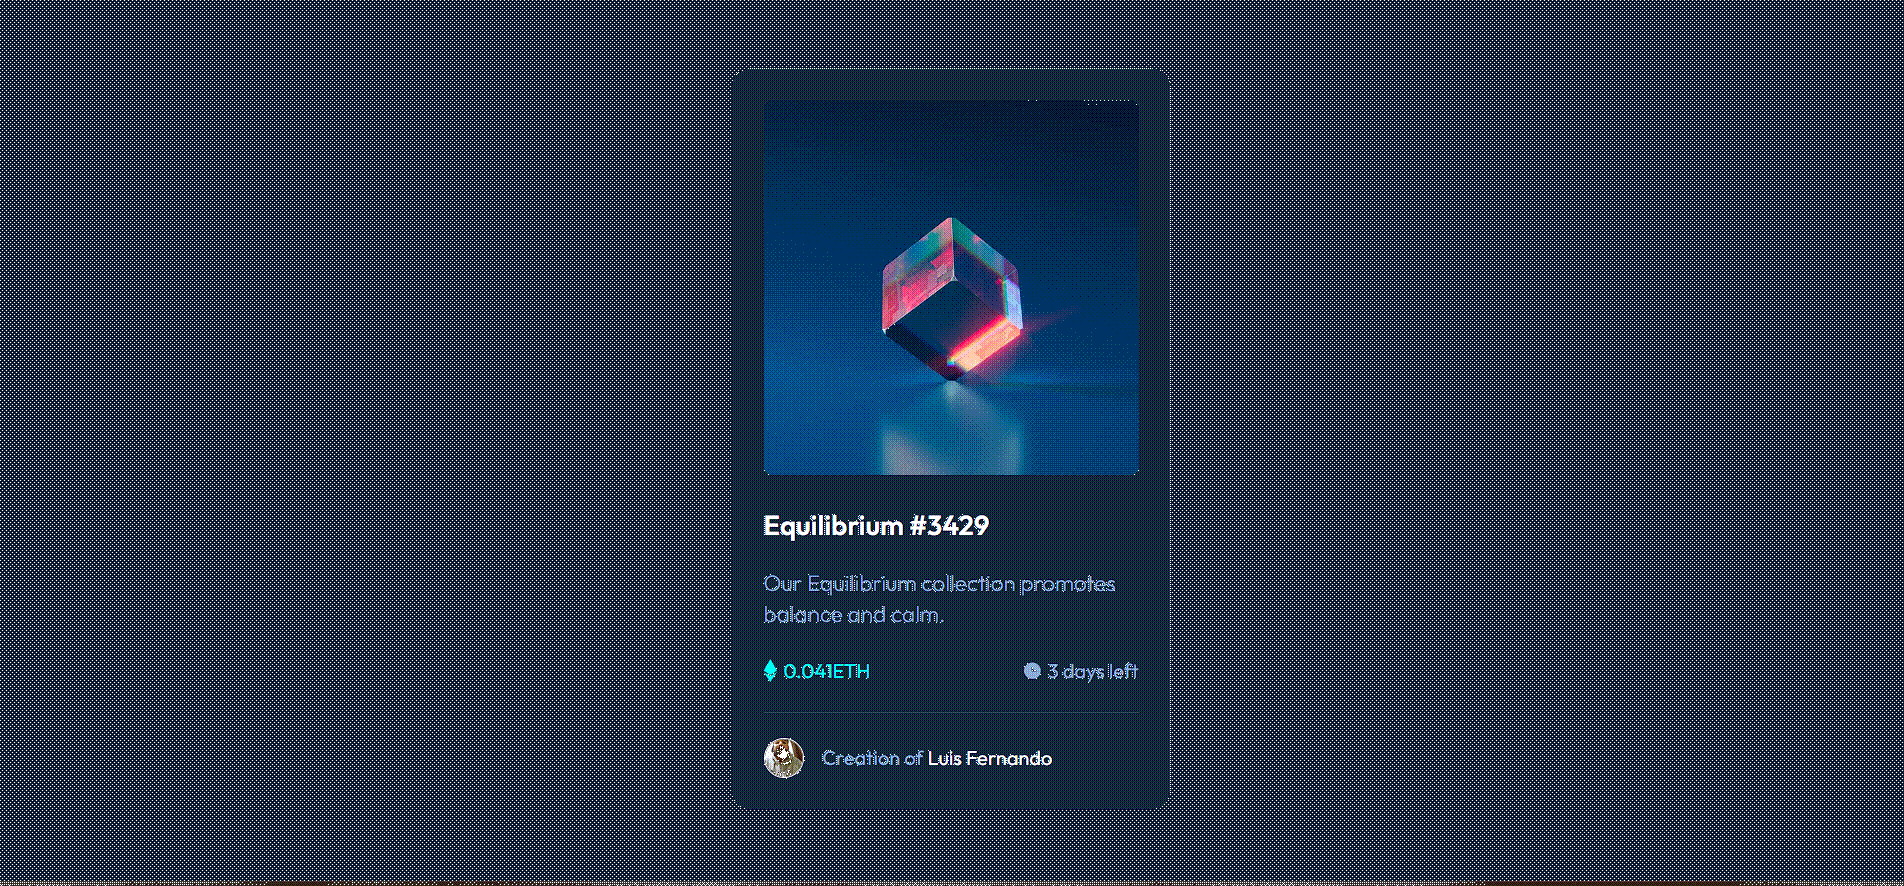 Equilibrium #3429
Our Equilibrium collection promotes
balance and calm.
0.041ETH
3 days left
Creation of Luis Fernando